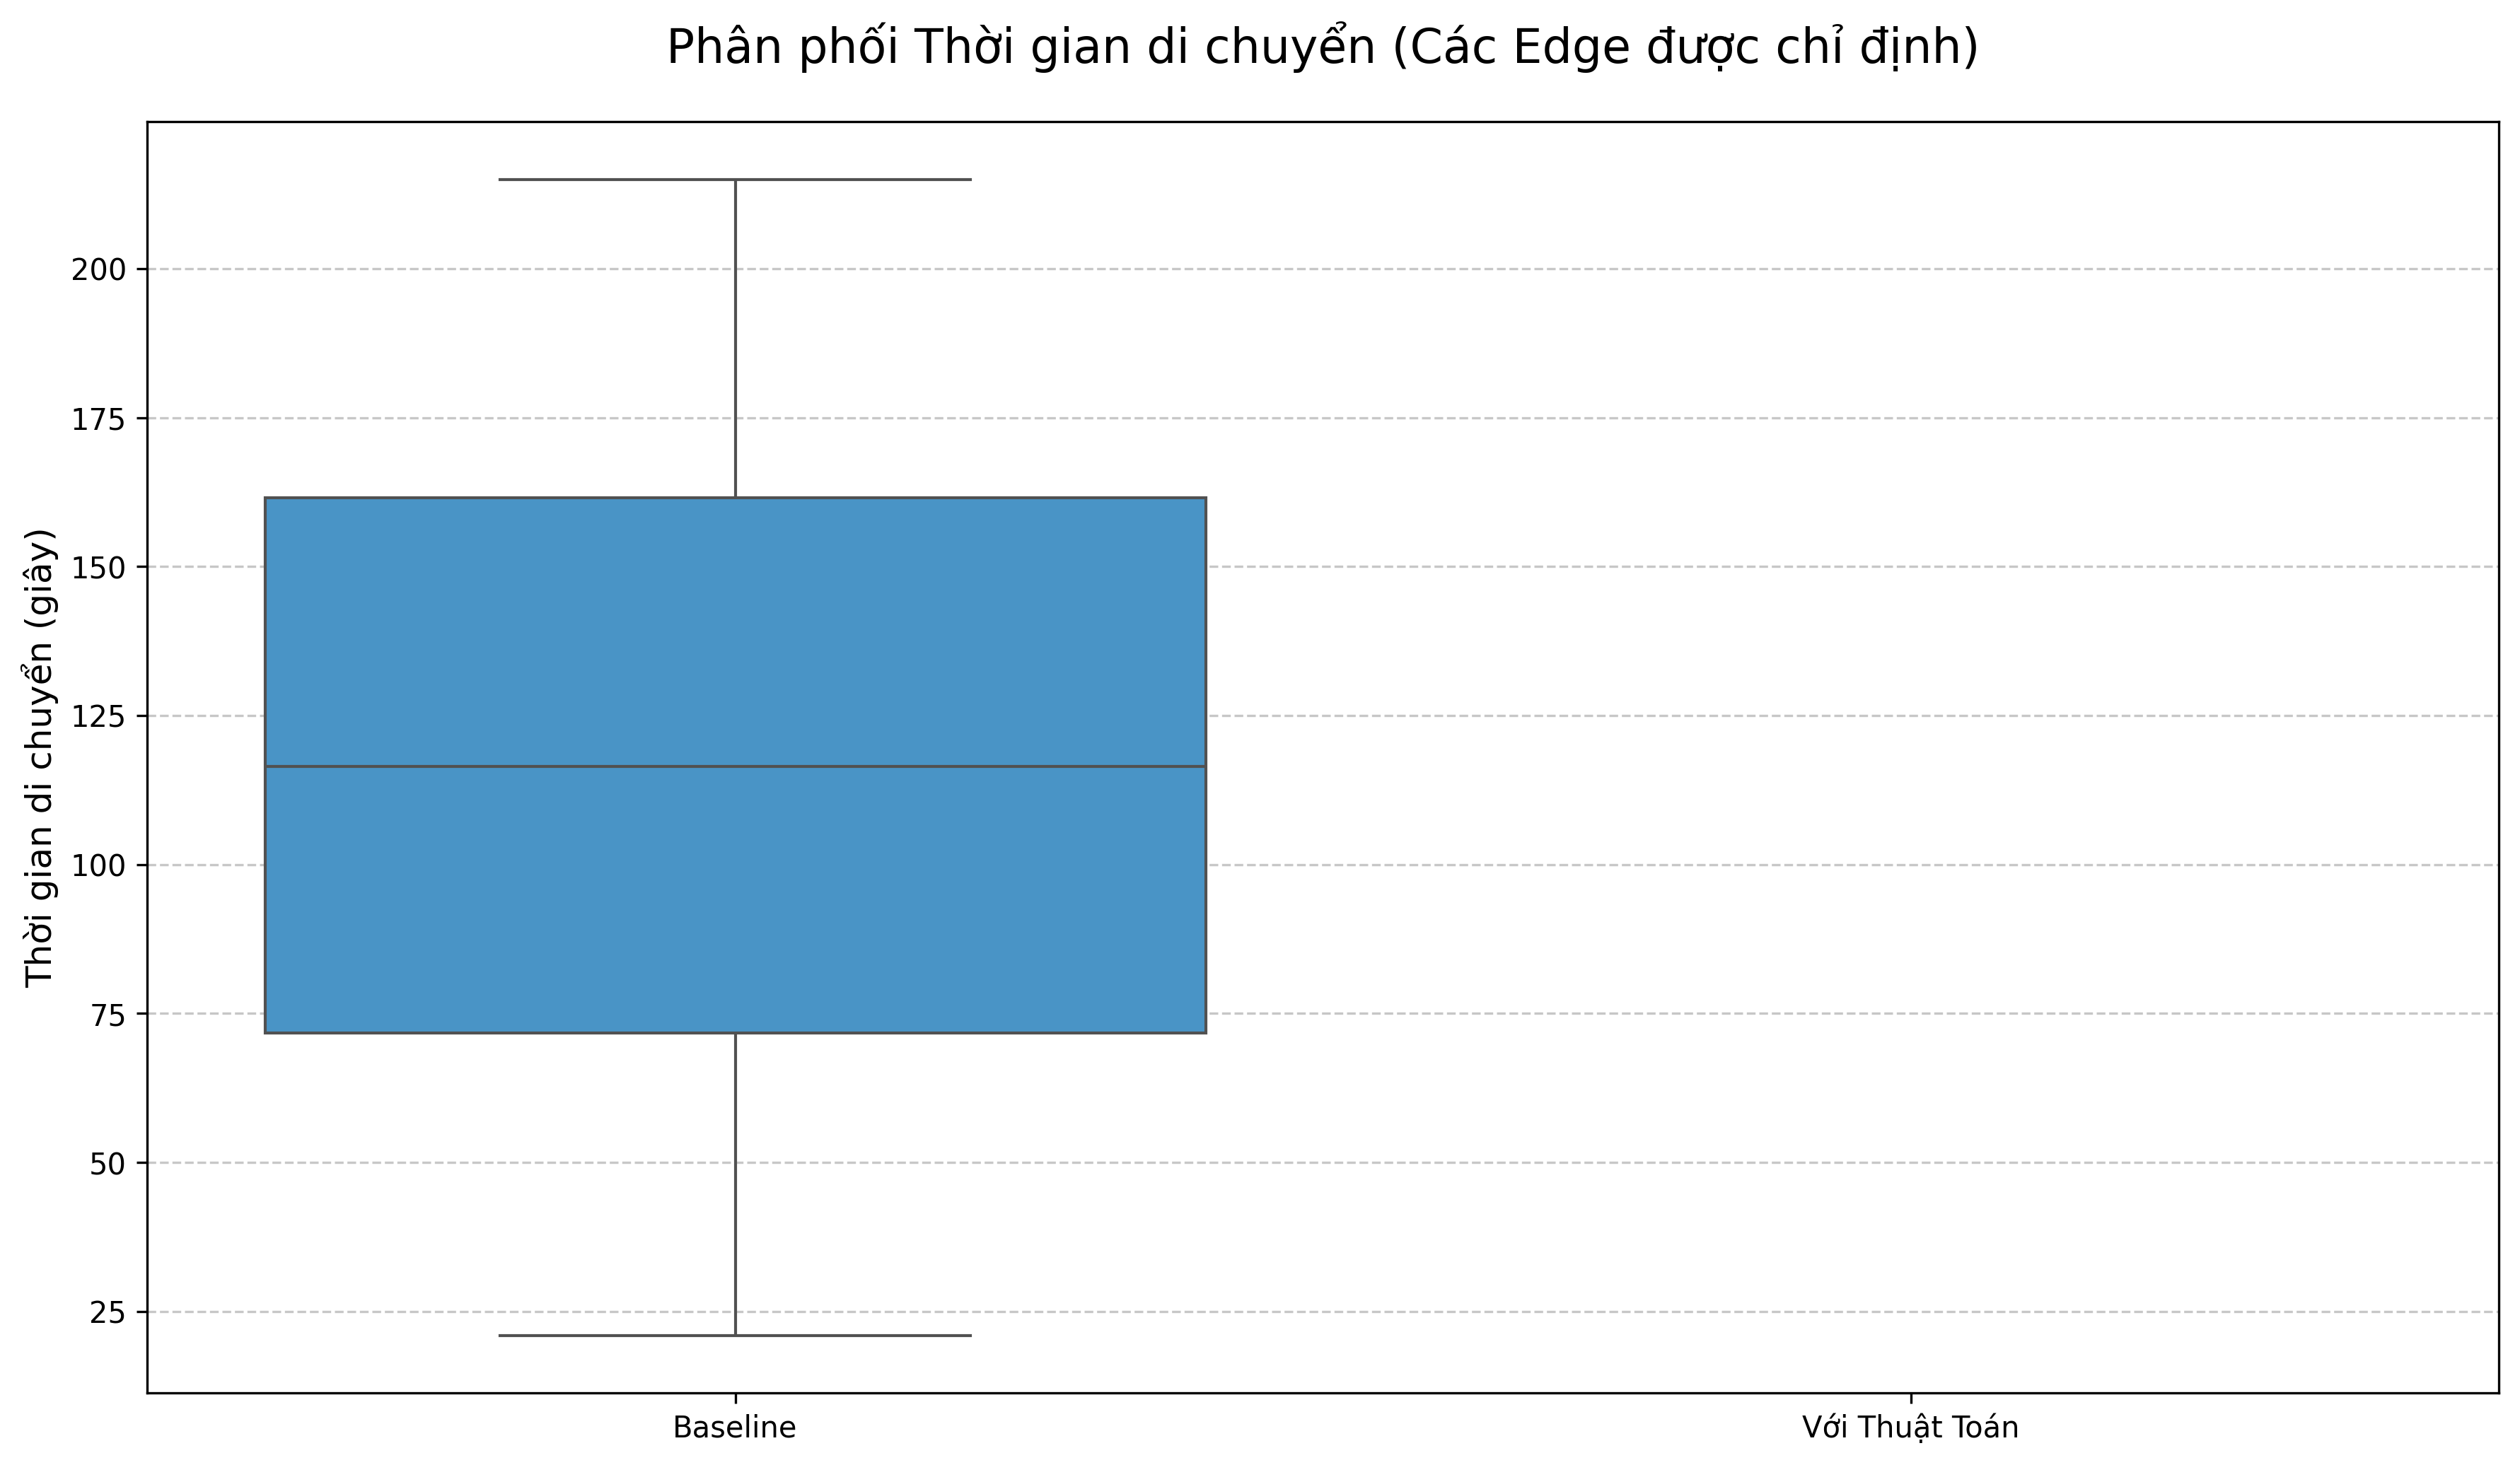 Phân phối Thời gian di chuyển (Các Edge được chỉ định)
Thời gian di chuyển (giây)
200
175
150
125
100
75
50
25
Baseline
Với Thuật Toán